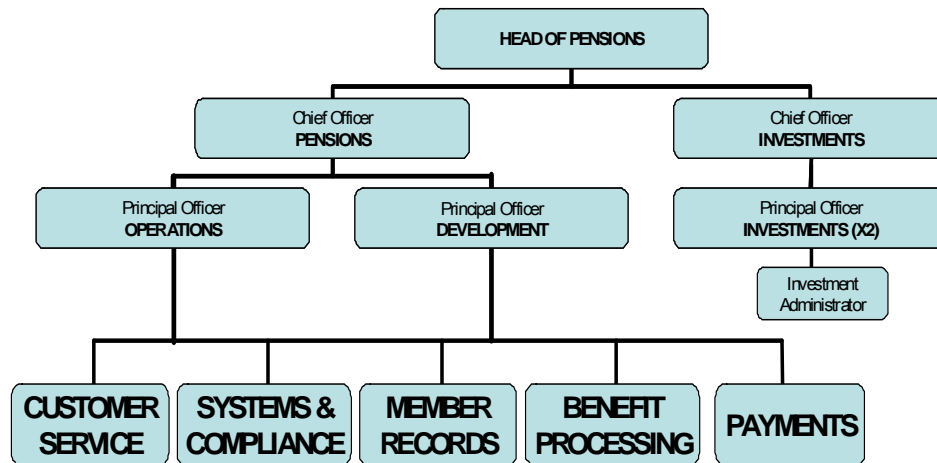 HEAD OF PENSIONS
Chief Officer
PENSIONS
Chief Officer
INVESTMENTS
Principal Officer
OPERATIONS
Principal Officer
DEVELOPMENT
Principal Officer
INVESTMENTS (X2)
Investment
Administrator
CUSTOMER
SERVICE
SYSTEMS &
COMPLIANCE
MEMBER
RECORDS
BENEFIT
PROCESSING
PAYMENTS